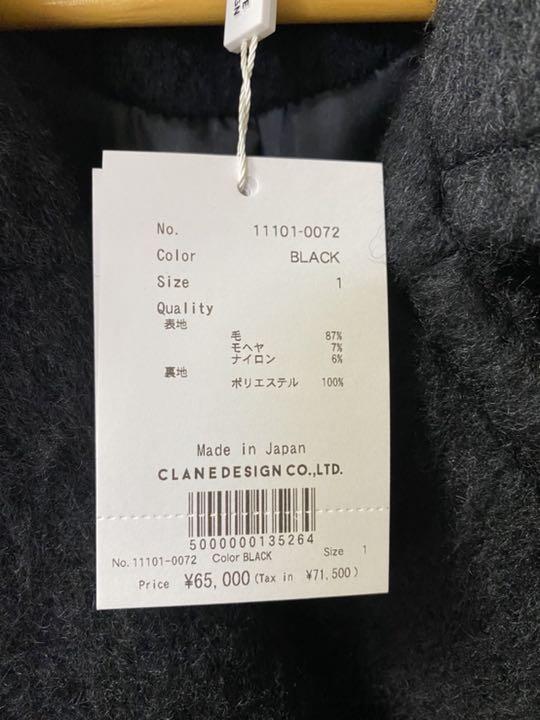 E
IGN
No. 11101-0072
Color BLACK
Size 1
Quality
表地
毛 87%
モヘヤ 7%
ナイロン 6%
裏地
ポリエステル 100%
Made in Japan
CLANEDESIGN CO.,LTD.
5000000135264
No.11101-0072 Color BLACK Size 1
Price ¥65,000 (Tax in ¥71,500)